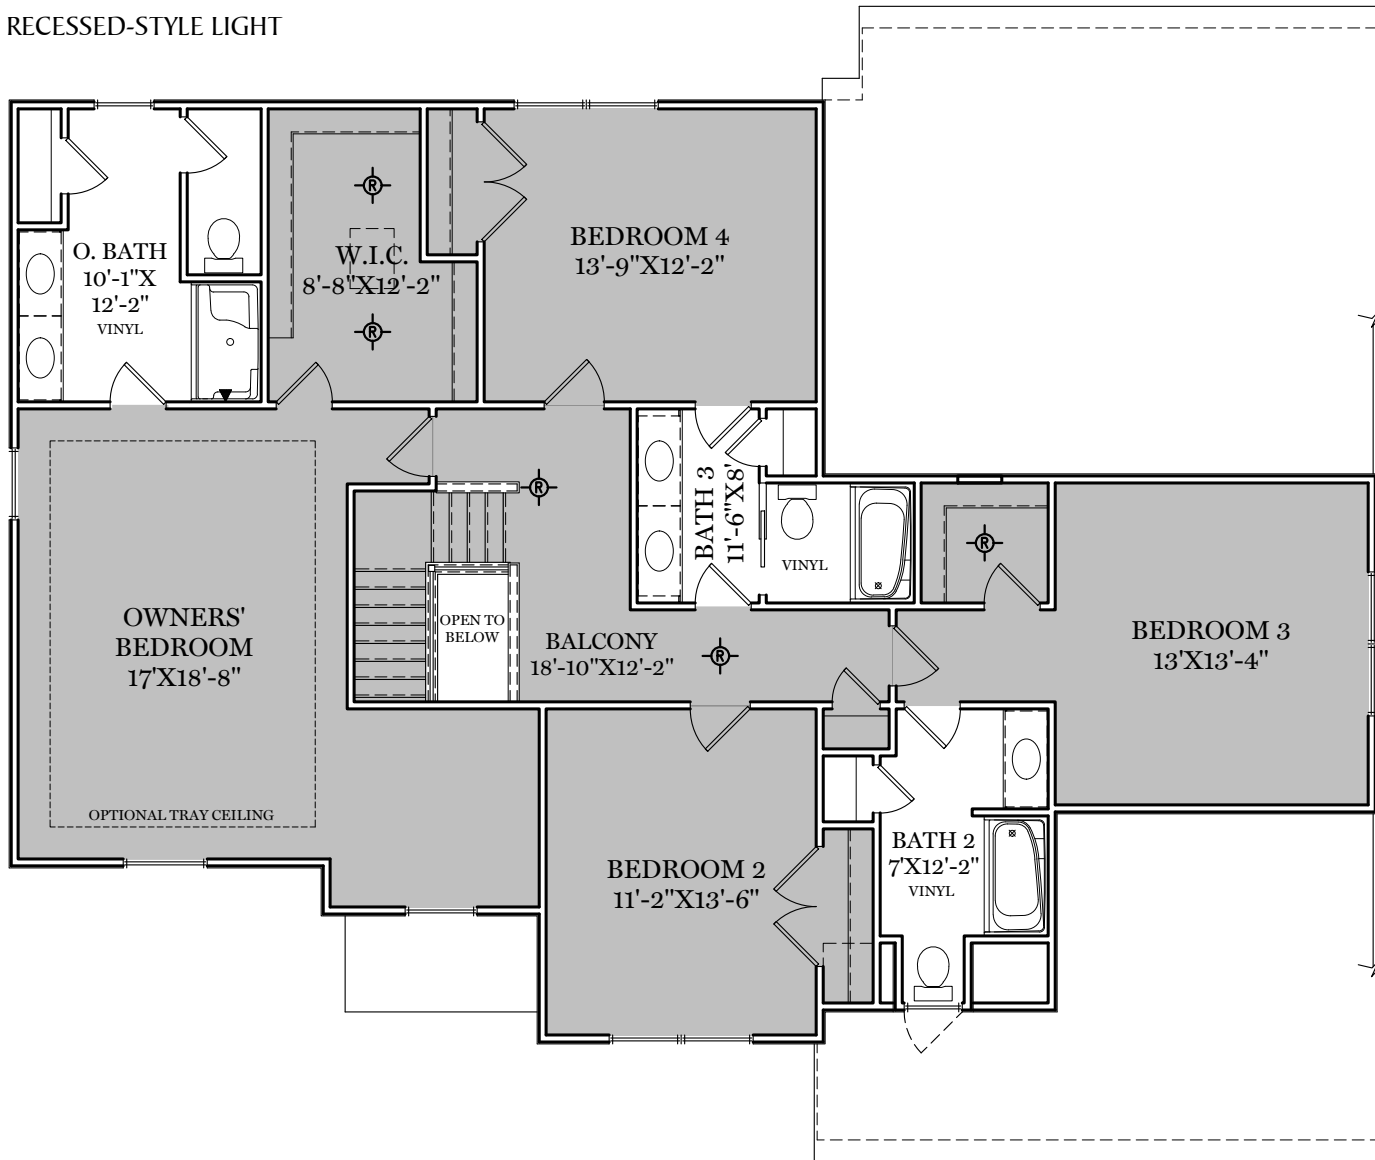 RECESSED-STYLE LIGHT
O. BATH
10'-1"X
12'-2"
VINYL
R
W.I.C.
8'-8"X12'-2"
R
BEDROOM 4
13'-9"X12'-2"
R
BATH 3
11'-6"X8'
VINYL
R
OWNERS'
BEDROOM
17'X18'-8"
OPTIONAL TRAY CEILING
OPEN TO
BELOW
BALCONY
18'-10"X12'-2"
R
BEDROOM 3
13'X13'-4"
BEDROOM 2
11'-2"X13'-6"
BATH 2
7'X12'-2"
VINYL